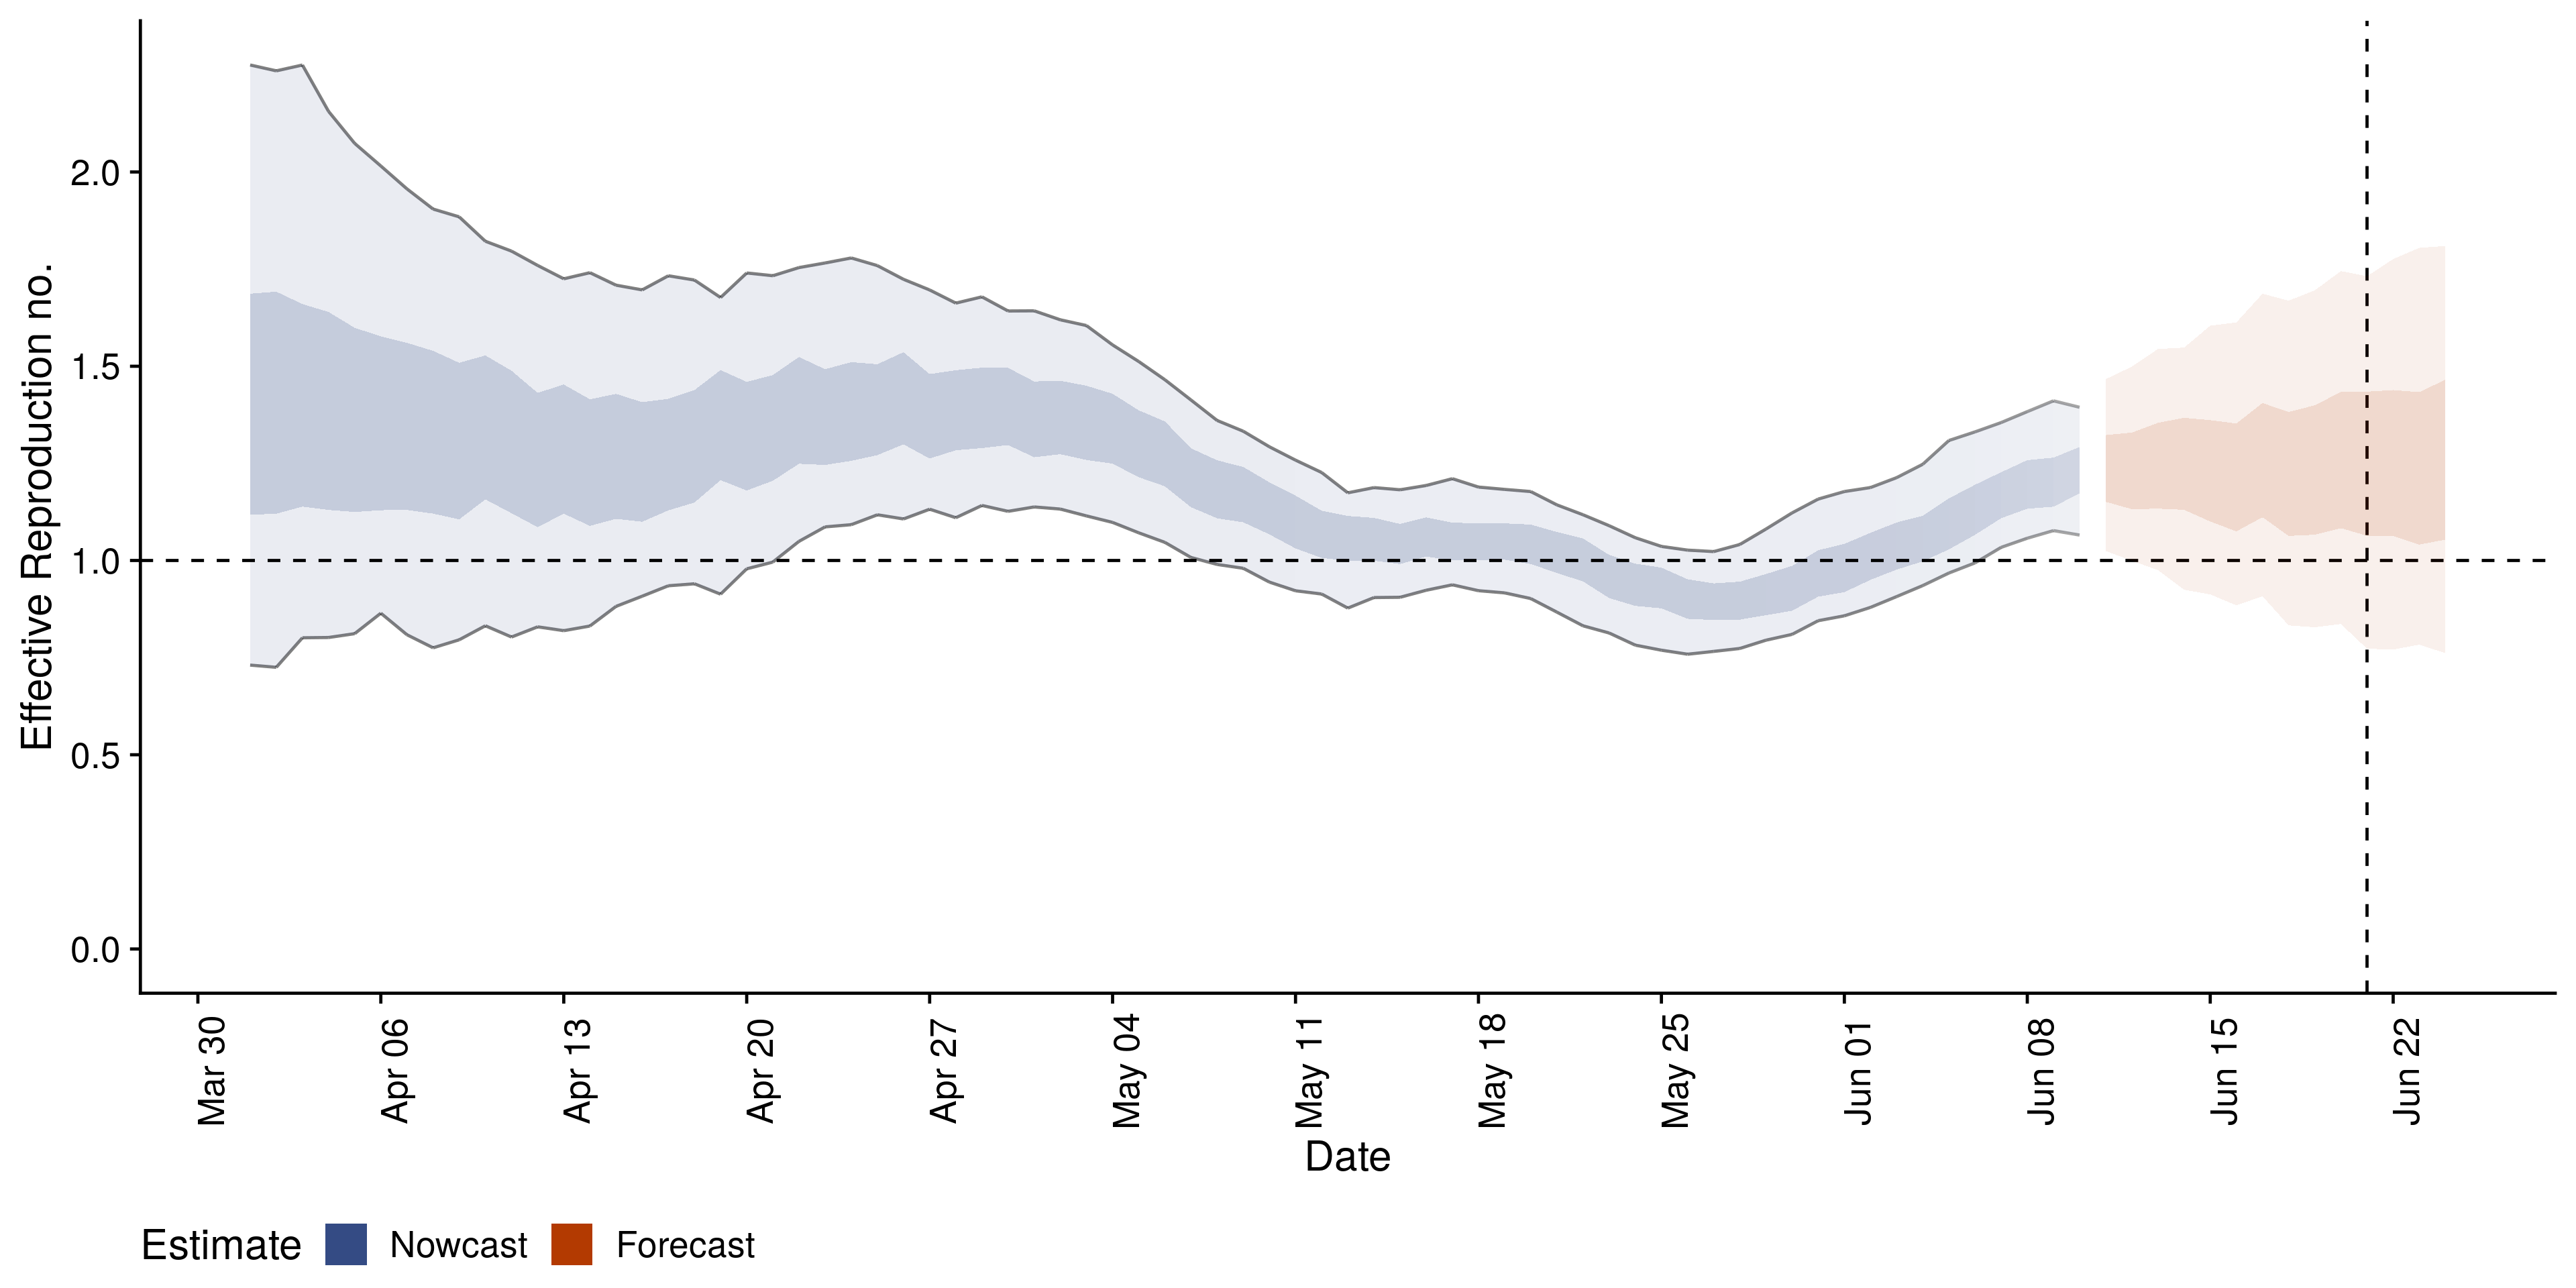 Effective Reproduction no.
2.0
1.5
1.0
0.5
0.0
Mar 30
Apr 06
Apr 13
Apr 20
Apr 27
May 04
May 11
May 18
May 25
Jun 01
Jun 08
Jun 15
Jun 22
Date
Estimate Nowcast Forecast